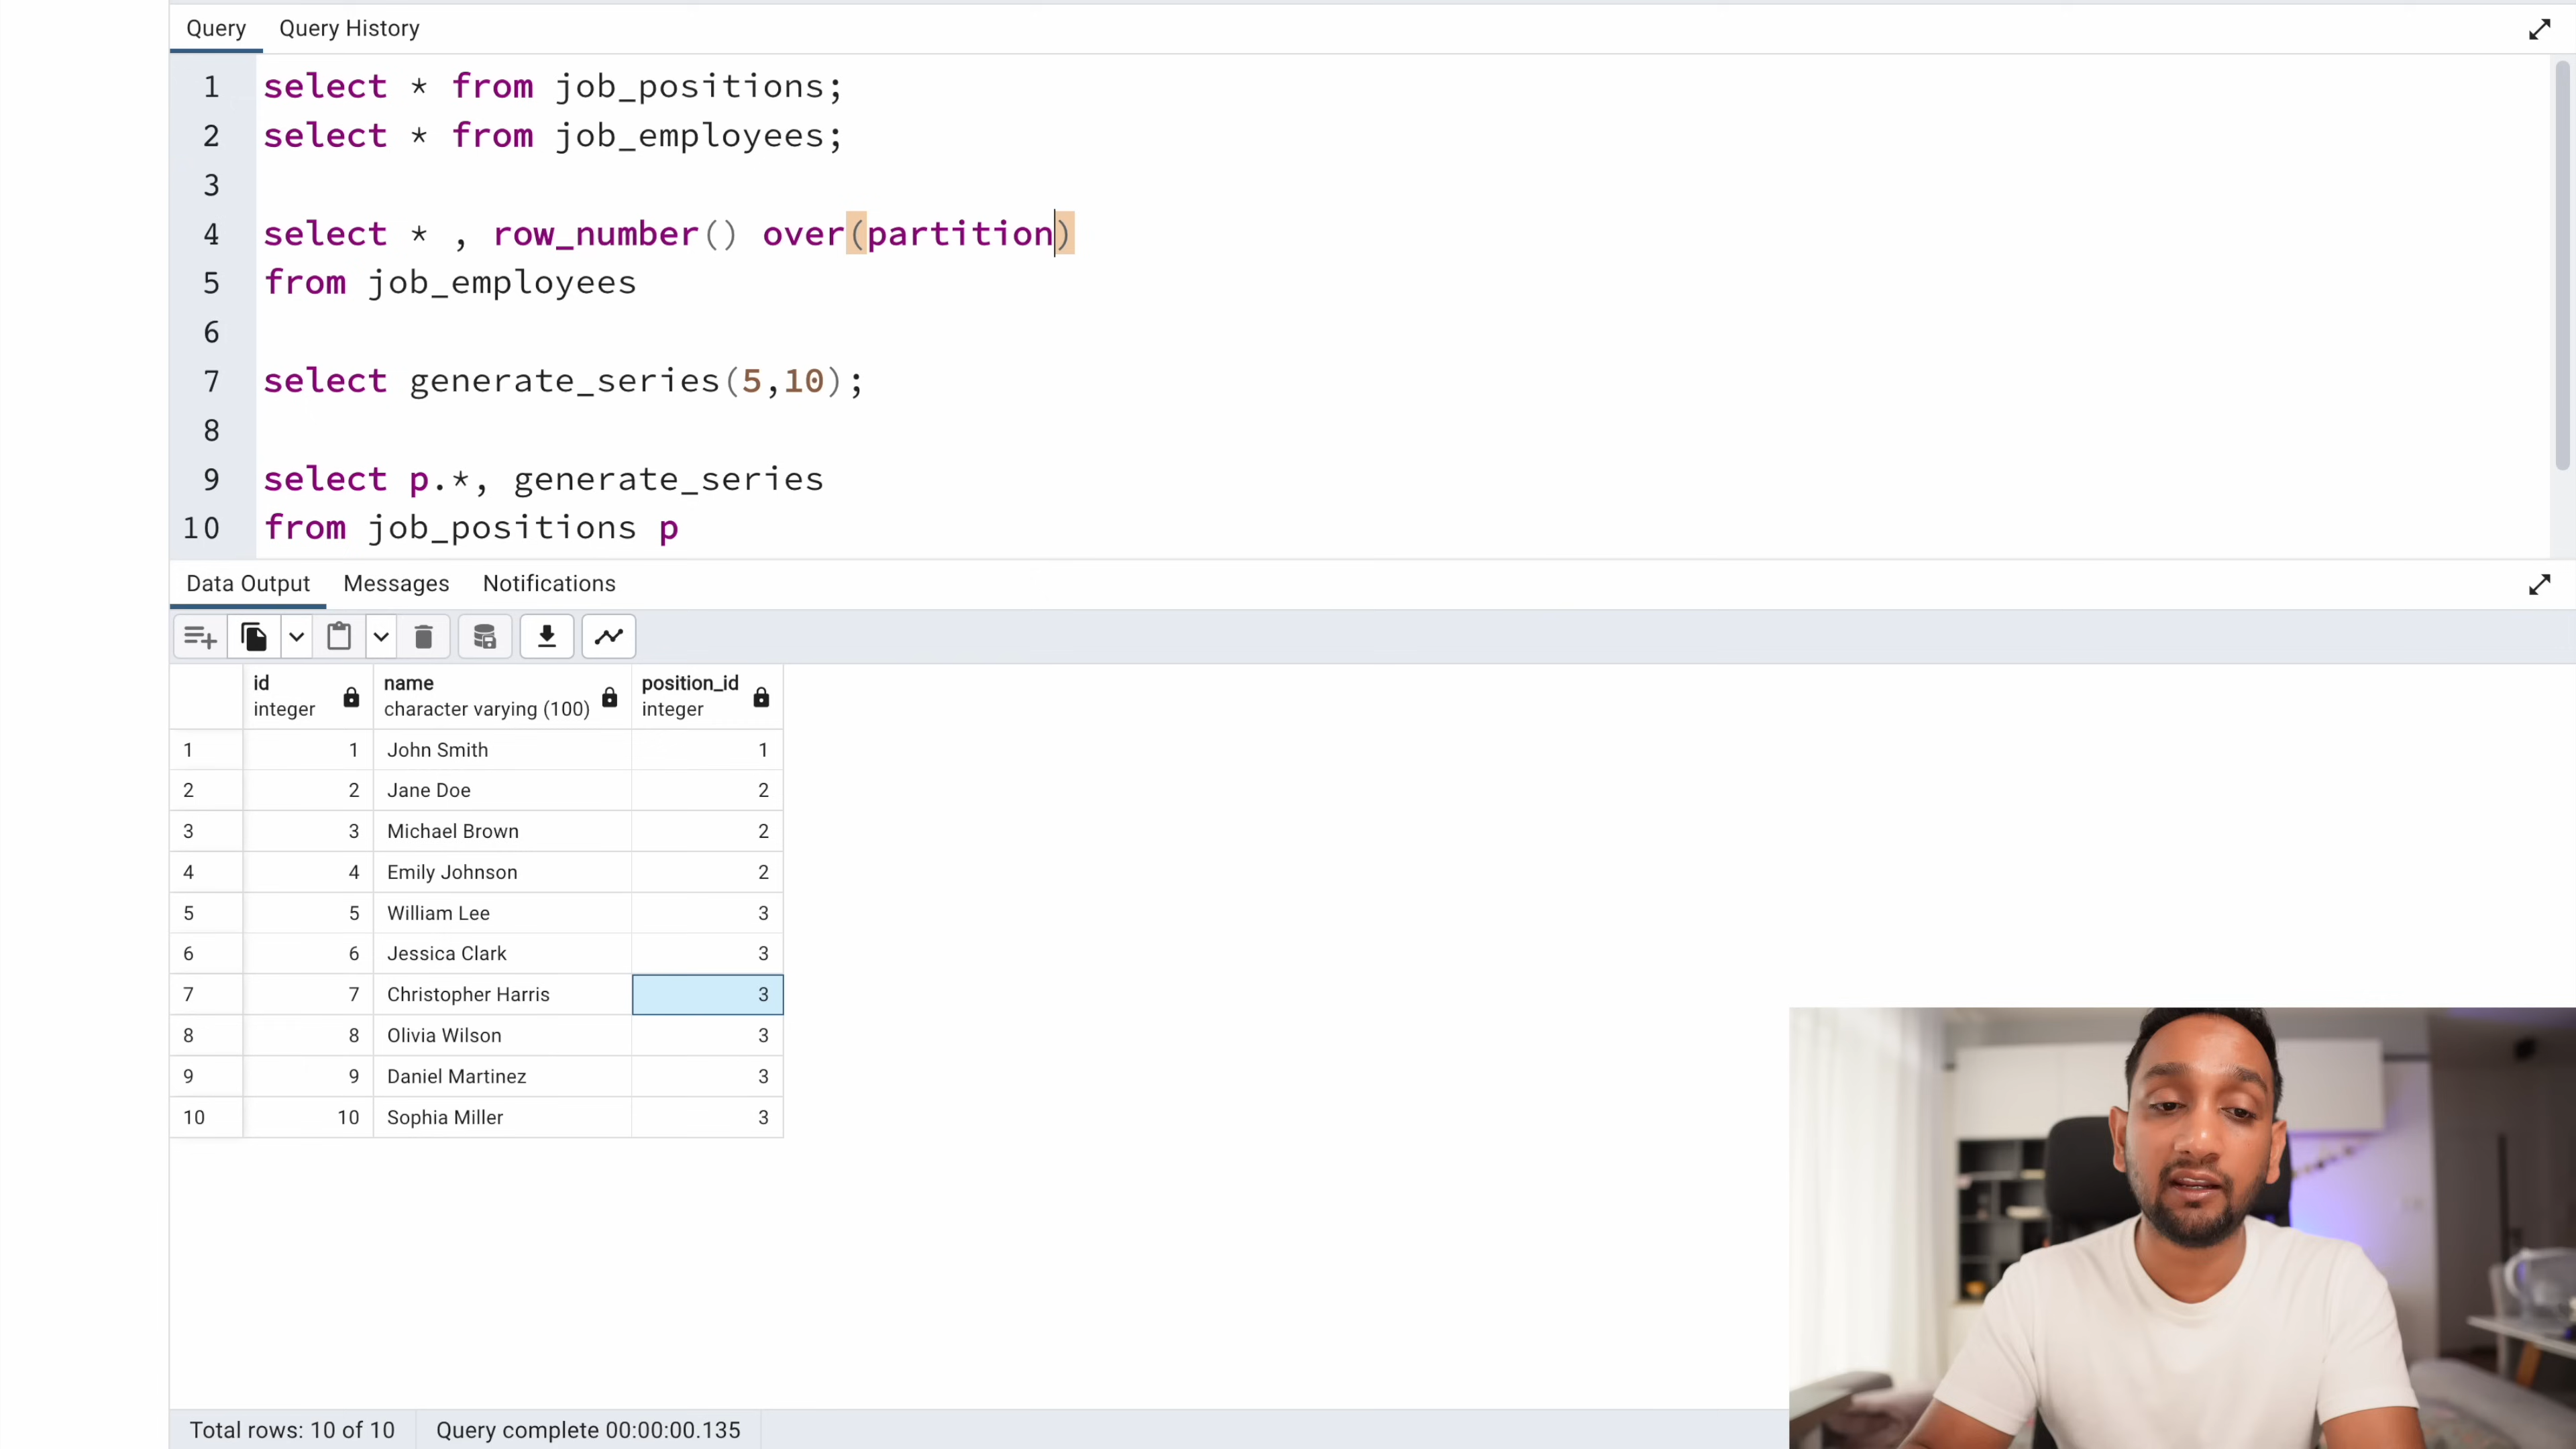 Query Query History
1 select * from job_positions;
2 select * from job_employees;
3
4 select * , row_number() over(partition)
5 from job_employees
6
7 select generate_series(5,10);
8
9 select p.*, generate_series
10 from job_positions p
Data Output Messages Notifications
id name position_id
integer character varying (100) integer
1 1 John Smith 1
2 2 Jane Doe 2
3 3 Michael Brown 2
4 4 Emily Johnson 2
5 5 William Lee 3
6 6 Jessica Clark 3
7 7 Christopher Harris 3
8 8 Olivia Wilson 3
9 9 Daniel Martinez 3
10 10 Sophia Miller 3
Total rows: 10 of 10 Query complete 00:00:00.135